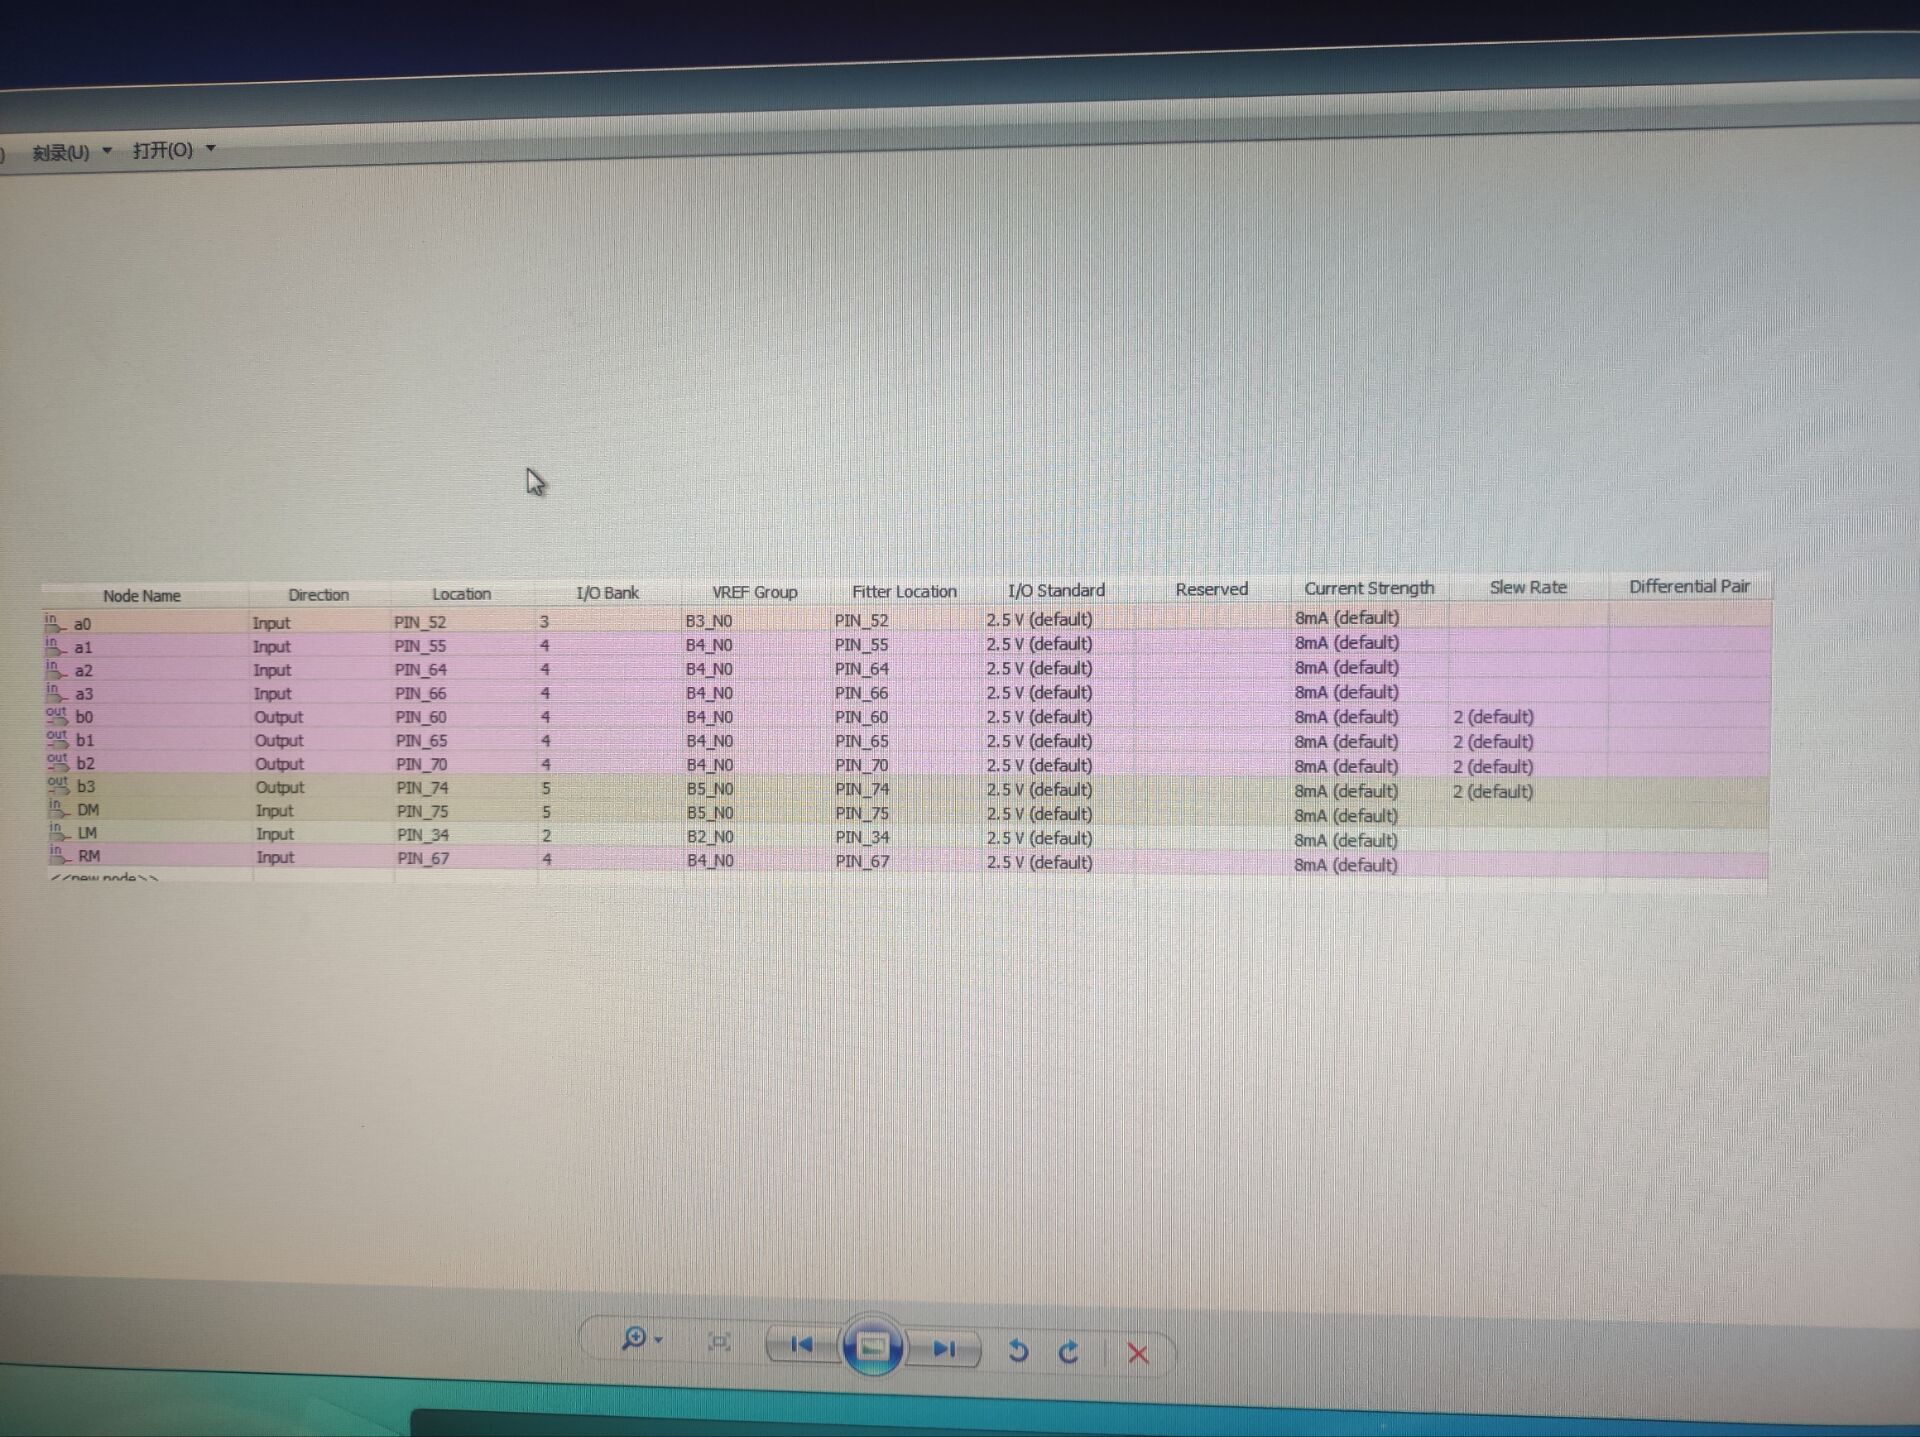 ) 刻录(U) 打开(O)
Node Name Direction Location I/O Bank VREF Group Fitter Location I/O Standard Reserved Current Strength Slew Rate Differential Pair
in a0 Input PIN_52 3 B3_N0 PIN_52 2.5 V (default) 8mA (default)
in a1 Input PIN_55 4 B4_N0 PIN_55 2.5 V (default) 8mA (default)
in a2 Input PIN_64 4 B4_N0 PIN_64 2.5 V (default) 8mA (default)
in a3 Input PIN_66 4 B4_N0 PIN_66 2.5 V (default) 8mA (default)
out b0 Output PIN_60 4 B4_N0 PIN_60 2.5 V (default) 8mA (default) 2 (default)
out b1 Output PIN_65 4 B4_N0 PIN_65 2.5 V (default) 8mA (default) 2 (default)
out b2 Output PIN_70 4 B4_N0 PIN_70 2.5 V (default) 8mA (default) 2 (default)
out b3 Output PIN_74 5 B5_N0 PIN_74 2.5 V (default) 8mA (default) 2 (default)
in DM Input PIN_75 5 B5_N0 PIN_75 2.5 V (default) 8mA (default)
in LM Input PIN_34 2 B2_N0 PIN_34 2.5 V (default) 8mA (default)
in RM Input PIN_67 4 B4_N0 PIN_67 2.5 V (default) 8mA (default)
<<new node>>